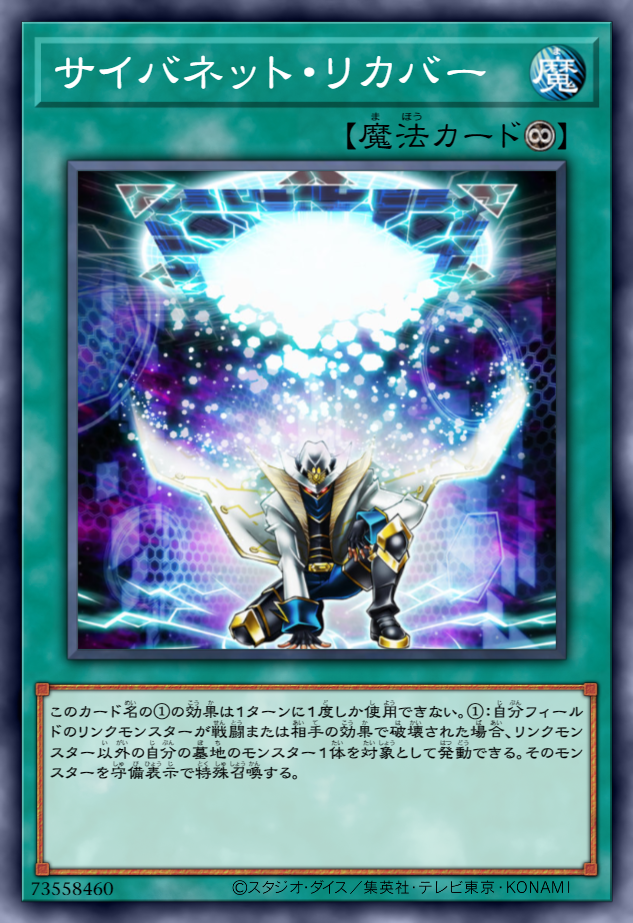 サイバネット・リカバー
魔
【魔法カード】
このカード名の①の効果は1ターンに1度しか使用できない。①:自分フィール
ドのリンクモンスターが戦闘または相手の効果で破壊された場合、リンクモン
スター以外の自分の墓地のモンスター1体を対象として発動できる。そのモン
スターを守備表示で特殊召喚する。
73558460
©スタジオ・ダイス/集英社・テレビ東京・KONAMI